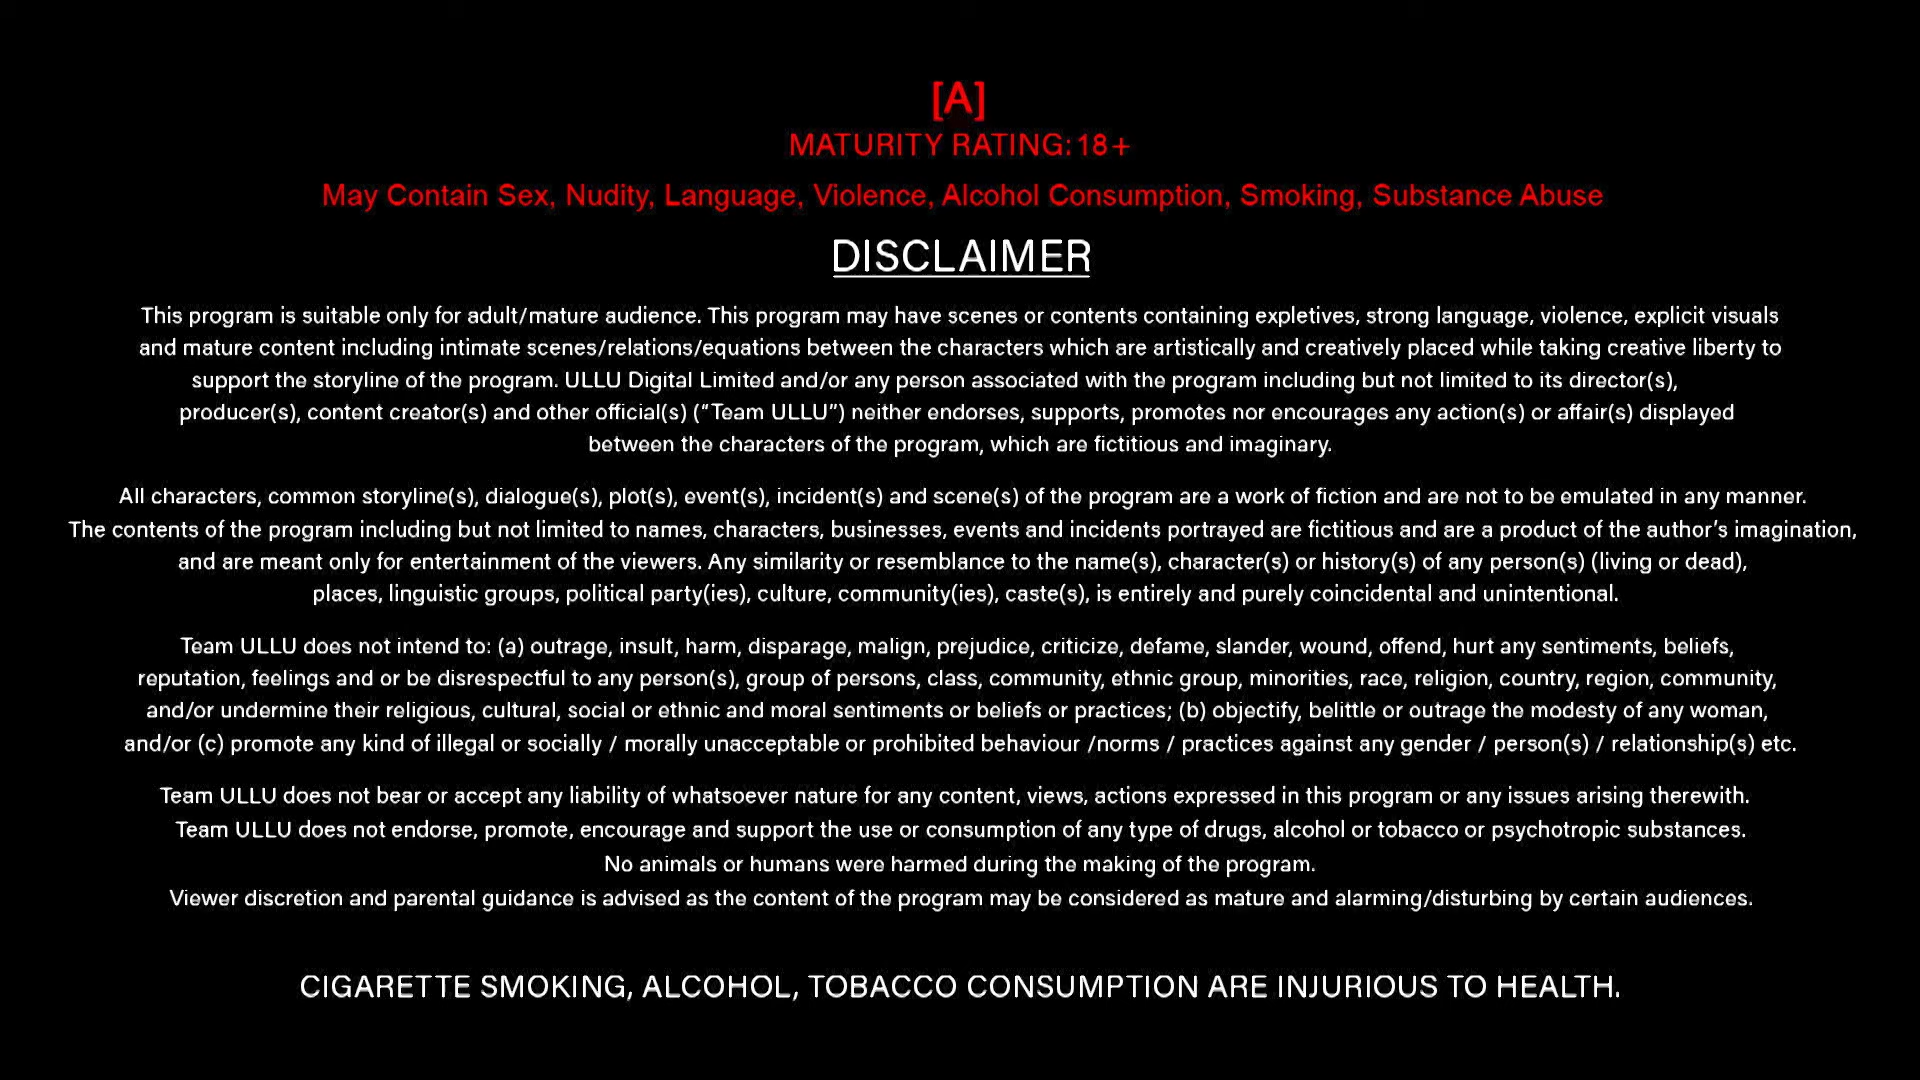 [A]
MATURITY RATING:18+
May Contain Sex, Nudity, Language, Violence, Alcohol Consumption, Smoking, Substance Abuse
DISCLAIMER
This program is suitable only for adult/mature audience. This program may have scenes or contents containing expletives, strong language, violence, explicit visuals
and mature content including intimate scenes/relations/equations between the characters which are artistically and creatively placed while taking creative liberty to
support the storyline of the program. ULLU Digital Limited and/or any person associated with the program including but not limited to its director(s),
producer(s), content creator(s) and other official(s) (“Team ULLU”) neither endorses, supports, promotes nor encourages any action(s) or affair(s) displayed
between the characters of the program, which are fictitious and imaginary.
All characters, common storyline(s), dialogue(s), plot(s), event(s), incident(s) and scene(s) of the program are a work of fiction and are not to be emulated in any manner.
The contents of the program including but not limited to names, characters, businesses, events and incidents portrayed are fictitious and are a product of the author’s imagination,
and are meant only for entertainment of the viewers. Any similarity or resemblance to the name(s), character(s) or history(s) of any person(s) (living or dead),
places, linguistic groups, political party(ies), culture, community(ies), caste(s), is entirely and purely coincidental and unintentional.
Team ULLU does not intend to: (a) outrage, insult, harm, disparage, malign, prejudice, criticize, defame, slander, wound, offend, hurt any sentiments, beliefs,
reputation, feelings and or be disrespectful to any person(s), group of persons, class, community, ethnic group, minorities, race, religion, country, region, community,
and/or undermine their religious, cultural, social or ethnic and moral sentiments or beliefs or practices; (b) objectify, belittle or outrage the modesty of any woman,
and/or (c) promote any kind of illegal or socially / morally unacceptable or prohibited behaviour /norms / practices against any gender / person(s) / relationship(s) etc.
Team ULLU does not bear or accept any liability of whatsoever nature for any content, views, actions expressed in this program or any issues arising therewith.
Team ULLU does not endorse, promote, encourage and support the use or consumption of any type of drugs, alcohol or tobacco or psychotropic substances.
No animals or humans were harmed during the making of the program.
Viewer discretion and parental guidance is advised as the content of the program may be considered as mature and alarming/disturbing by certain audiences.
CIGARETTE SMOKING, ALCOHOL, TOBACCO CONSUMPTION ARE INJURIOUS TO HEALTH.